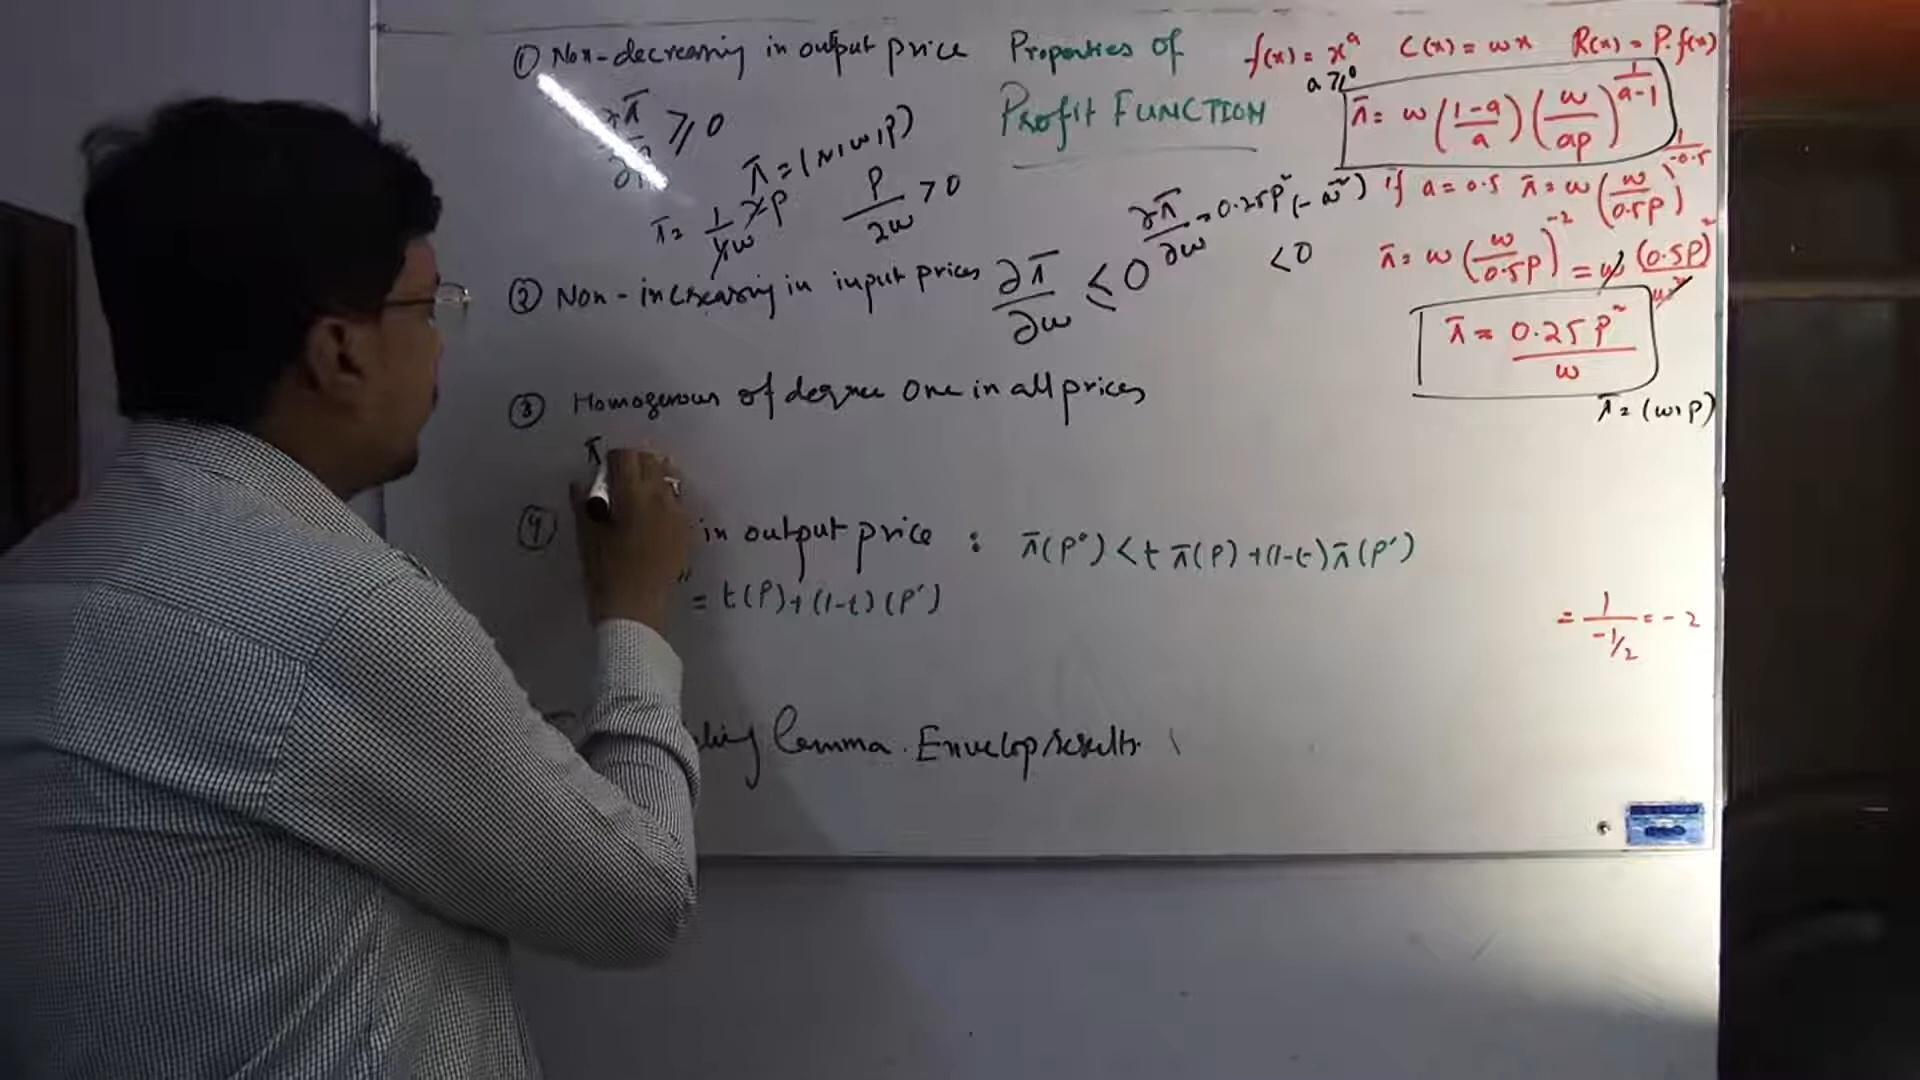 ① Non-decreasing in output price Properties of f(x) = x^a C(x) = wx R(x) = P.f(x)
a ≥ 0
PROfit FUNCTION
∂π/∂P ≥ 0
π = w((1-a)/a)(w/(ap))^(1/(a-1))
π = (w, P)
π = (1/4w) 2P P/2w > 0
∂π/∂w = 0.25P² (-w^-2) < 0
if a = 0.5 π = w(w/0.5P)^(1/-0.5)
π = w(w/0.5P)^-2 = w (0.5P)²/w²
② Non-increasing in input prices ∂π/∂w ≤ 0
π = 0.25P²/w
π = (w, P)
③ Homogenous of degree One in all prices
π
④ in output price : π(P°) < t π(P) + (1-t) π(P')
" = t(P) + (1-t)(P')
= 1/(-1/2) = -2
lemma. Envelop results